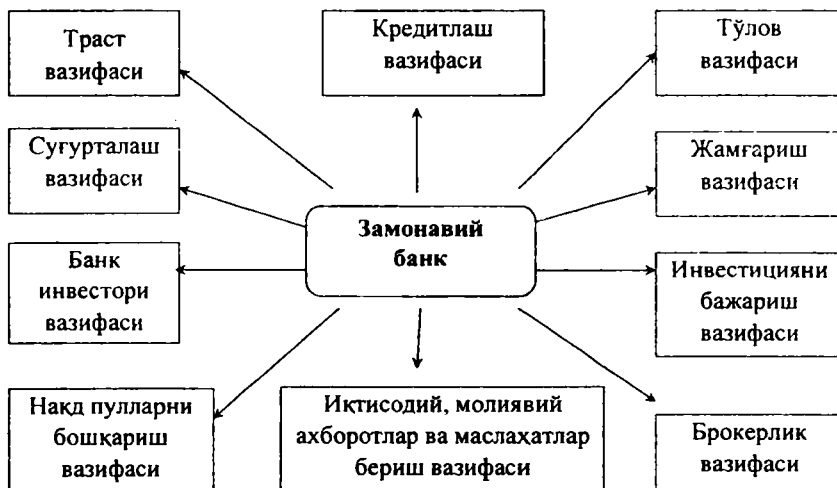 Траст
вазифаси
Кредитлаш
вазифаси
Тўлов
вазифаси
Суғурталаш
вазифаси
Жамғариш
вазифаси
Замонавий
банк
Банк
инвестори
вазифаси
Инвестицияни
бажариш
вазифаси
Нақд пулларни
бошқариш
вазифаси
Иқтисодий, молиявий
ахборотлар ва маслаҳатлар
бериш вазифаси
Брокерлик
вазифаси